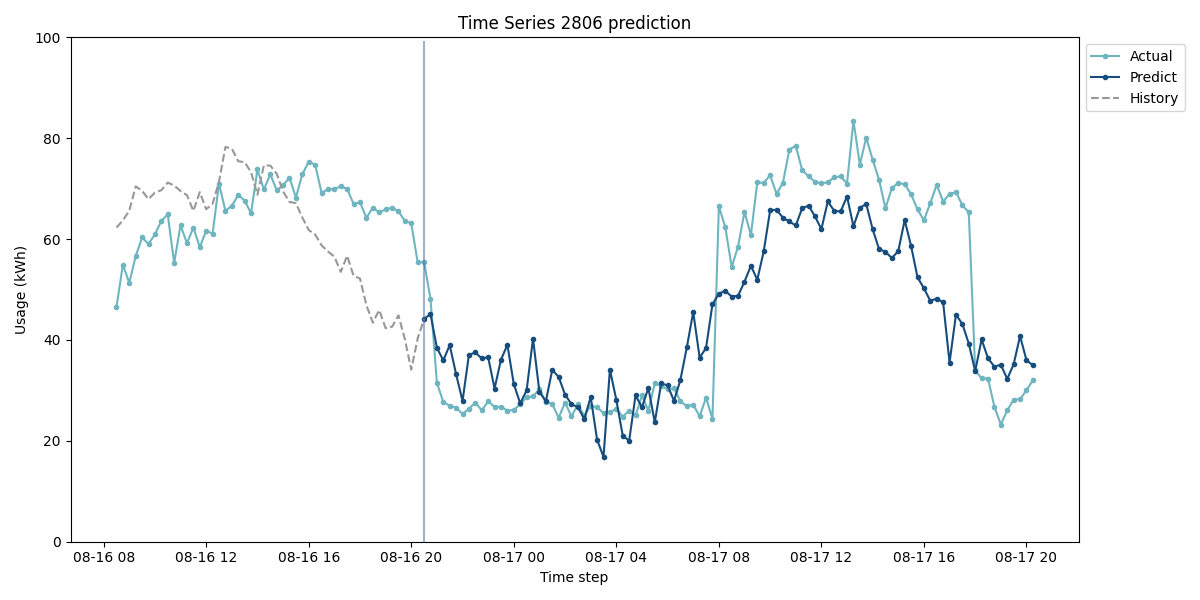 Time Series 2806 prediction
Usage (kWh)
100
80
60
40
20
0
08-16 08
08-16 12
08-16 16
08-16 20
08-17 00
08-17 04
08-17 08
08-17 12
08-17 16
08-17 20
Time step
Actual
Predict
History